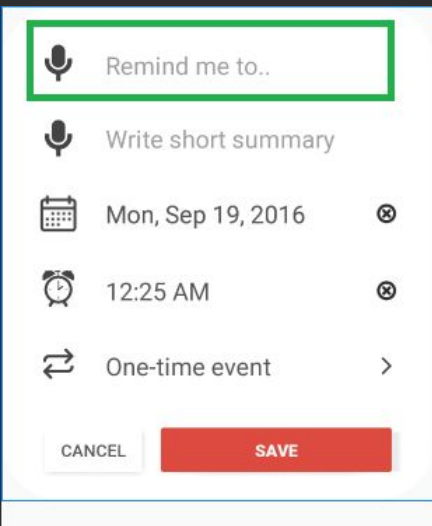 Remind me to..
Write short summary
Mon, Sep 19, 2016
12:25 AM
One-time event
CANCEL SAVE